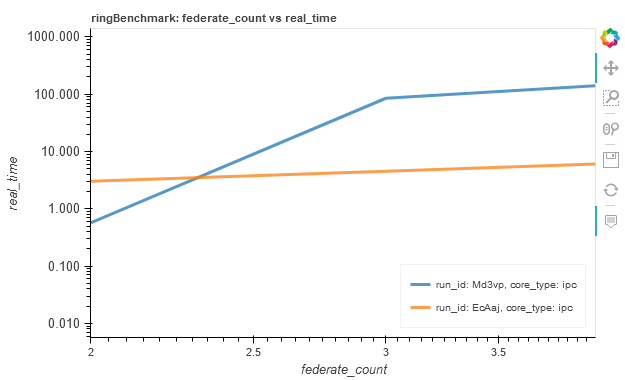 ringBenchmark: federate_count vs real_time
1000.000
100.000
10.000
1.000
0.100
0.010
real_time
2
2.5
3
3.5
federate_count
run_id: Md3vp, core_type: ipc
run_id: EcAaj, core_type: ipc